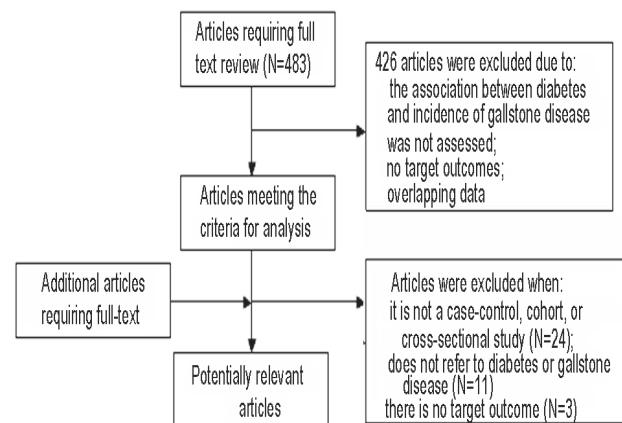 Articles requiring full
text review (N=483)
426 articles were excluded due to:
the association between diabetes
and incidence of gallstone disease
was not assessed;
no target outcomes;
overlapping data
Articles meeting the
criteria for analysis
Additional articles
requiring full-text
Articles were excluded when:
it is not a case-control, cohort, or
cross-sectional study (N=24);
does not refer to diabetes or gallstone
disease (N=11)
there is no target outcome (N=3)
Potentially relevant
articles